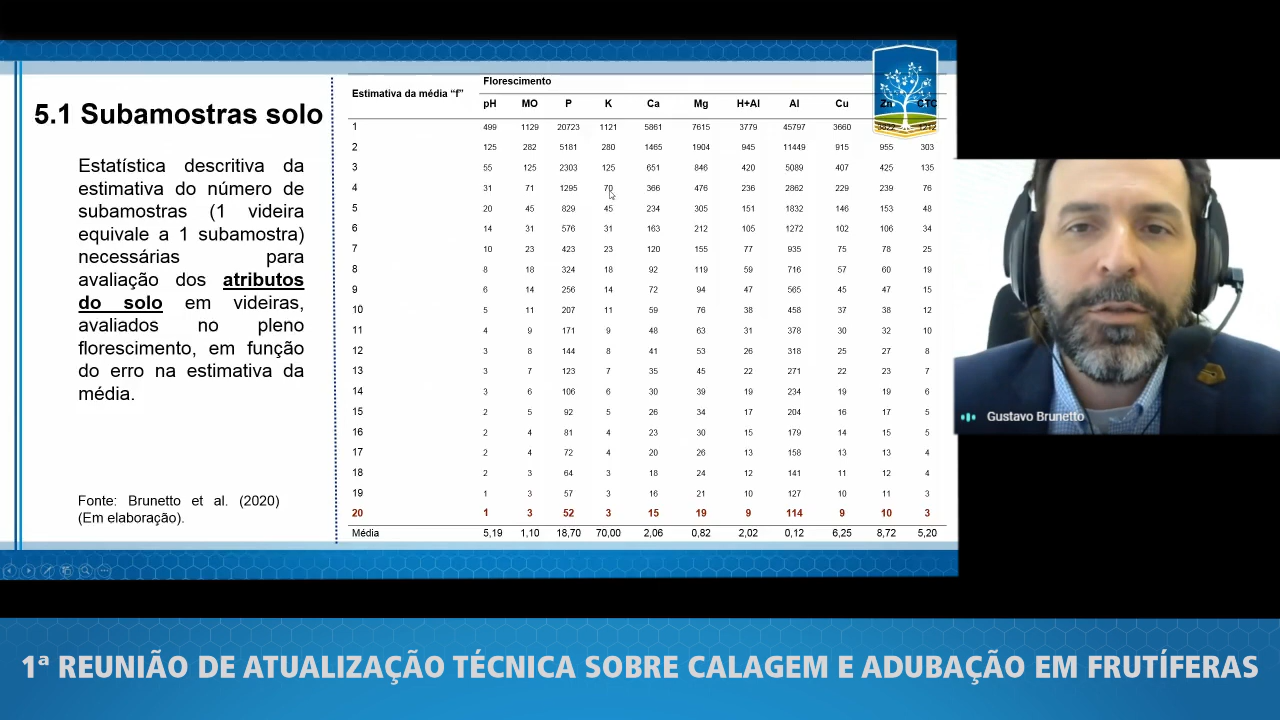 5.1 Subamostras solo
Estatística descritiva da
estimativa do número de
subamostras (1 videira
equivale a 1 subamostra)
necessárias para
avaliação dos atributos
do solo em videiras,
avaliados no pleno
florescimento, em função
do erro na estimativa da
média.
Fonte: Brunetto et al. (2020)
(Em elaboração).
Florescimento
Estimativa da média “f”
pH MO P K Ca Mg H+Al Al Cu Zn CTC
1 499 1129 20723 1121 5861 7615 3779 45797 3660 1212
2 125 282 5181 280 1465 1904 945 11449 915 955 303
3 55 125 2303 125 651 846 420 5089 407 425 135
4 31 71 1295 70 366 476 236 2862 229 239 76
5 20 45 829 45 234 305 151 1832 146 153 48
6 14 31 576 31 163 212 105 1272 102 106 34
7 10 23 423 23 120 155 77 935 75 78 25
8 8 18 324 18 92 119 59 716 57 60 19
9 6 14 256 14 72 94 47 565 45 47 15
10 5 11 207 11 59 76 38 458 37 38 12
11 4 9 171 9 48 63 31 378 30 32 10
12 3 8 144 8 41 53 26 318 25 27 8
13 3 7 123 7 35 45 22 271 22 23 7
14 3 6 106 6 30 39 19 234 19 19 6
15 2 5 92 5 26 34 17 204 16 17 5
16 2 4 81 4 23 30 15 179 14 15 5
17 2 4 72 4 20 26 13 158 13 13 4
18 2 3 64 3 18 24 12 141 11 12 4
19 1 3 57 3 16 21 10 127 10 11 3
20 1 3 52 3 15 19 9 114 9 10 3
Média 5,19 1,10 18,70 70,00 2,06 0,82 2,02 0,12 6,25 8,72 5,20
Gustavo Brunetto
1ª REUNIÃO DE ATUALIZAÇÃO TÉCNICA SOBRE CALAGEM E ADUBAÇÃO EM FRUTÍFERAS